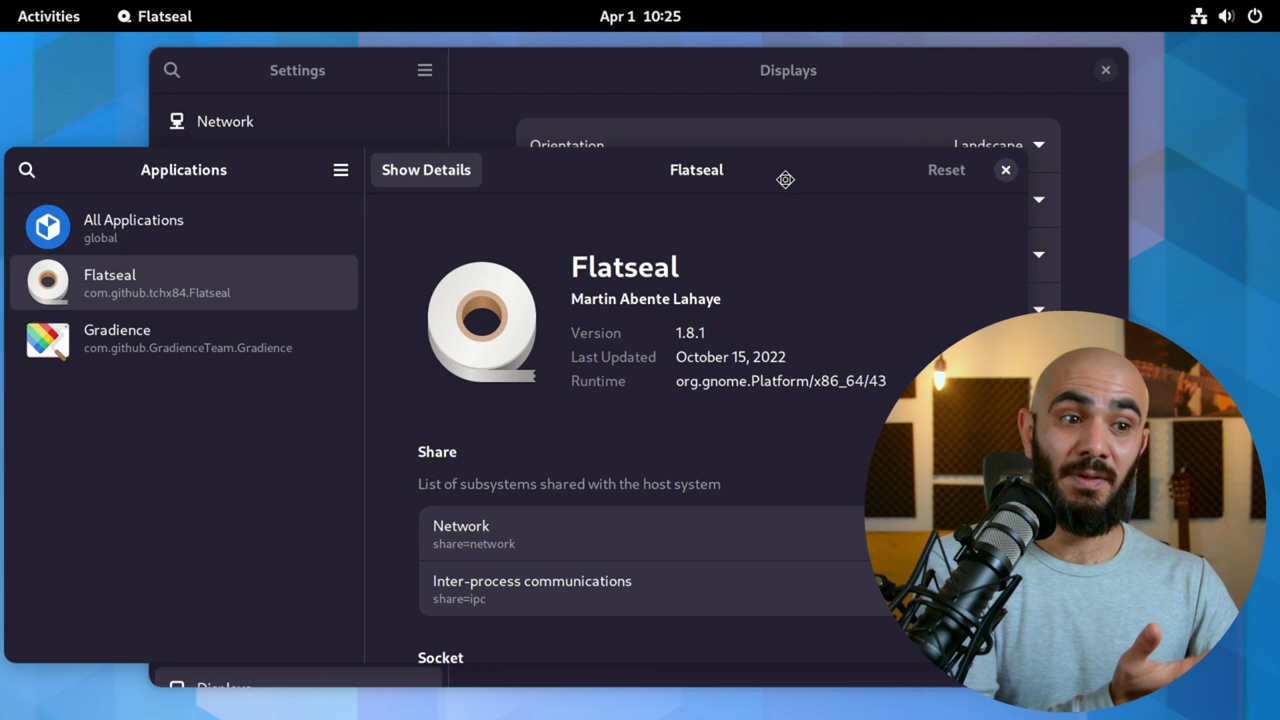 Activities
Flatseal
Apr 1 10:25
Settings
Displays
Network
Orientation
Landscape
Applications
Show Details
Flatseal
Reset
All Applications
global
Flatseal
com.github.tchx84.Flatseal
Gradience
com.github.GradienceTeam.Gradience
Flatseal
Martin Abente Lahaye
Version 1.8.1
Last Updated October 15, 2022
Runtime org.gnome.Platform/x86_64/43
Share
List of subsystems shared with the host system
Network
share=network
Inter-process communications
share=ipc
Socket
Displays